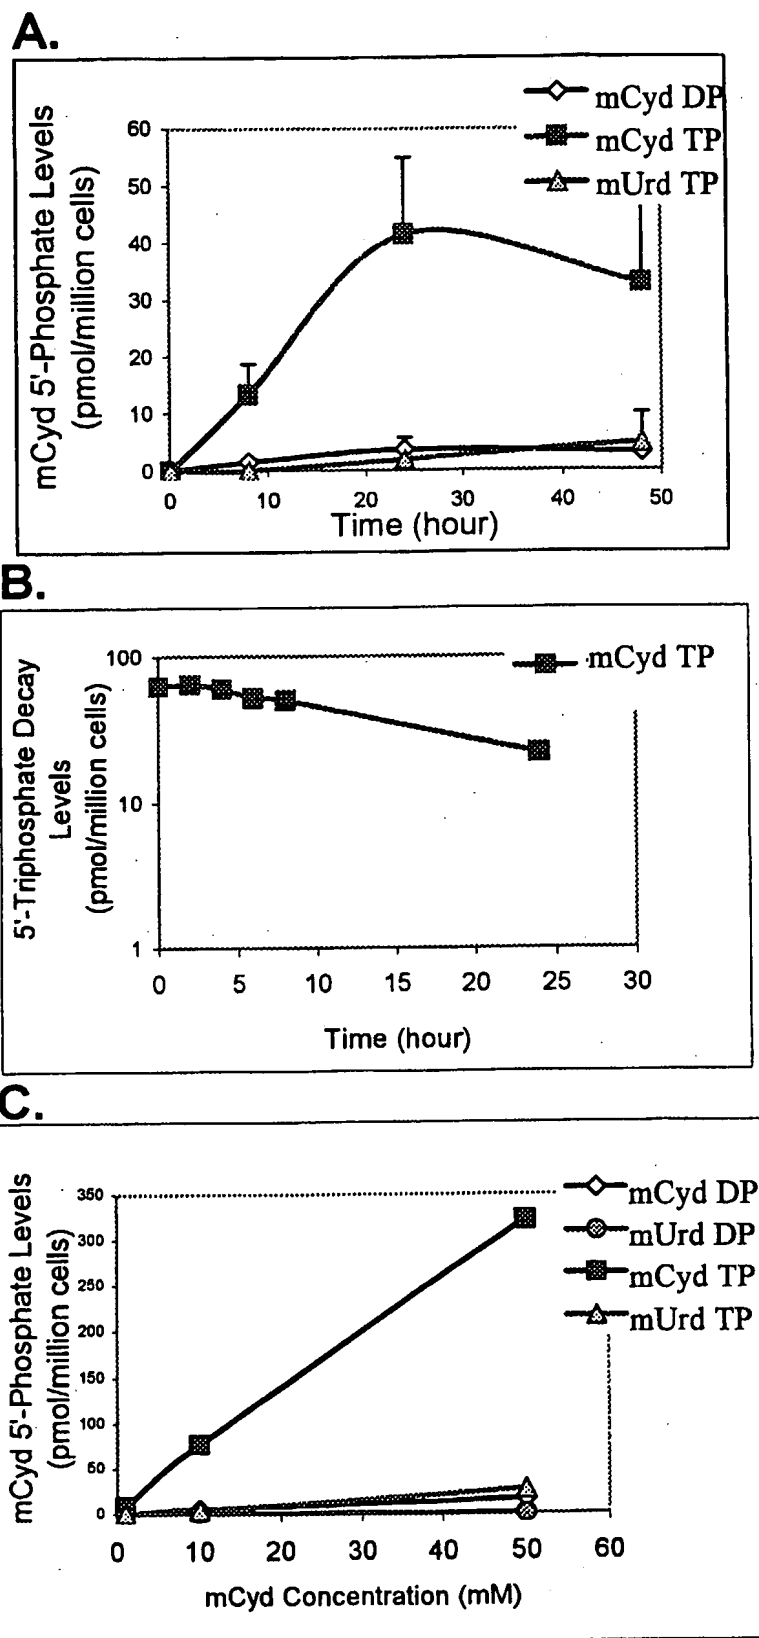 A.
mCyd DP
mCyd TP
mUrd TP
mCyd 5'-Phosphate Levels
(pmol/million cells)
60
50
40
30
20
10
0
0 10 20 30 40 50
Time (hour)
B.
mCyd TP
5'-Triphosphate Decay
Levels
(pmol/million cells)
100
10
1
0 5 10 15 20 25 30
Time (hour)
C.
mCyd DP
mUrd DP
mCyd TP
mUrd TP
mCyd 5'-Phosphate Levels
(pmol/million cells)
350
300
250
200
150
100
50
0
0 10 20 30 40 50 60
mCyd Concentration (mM)